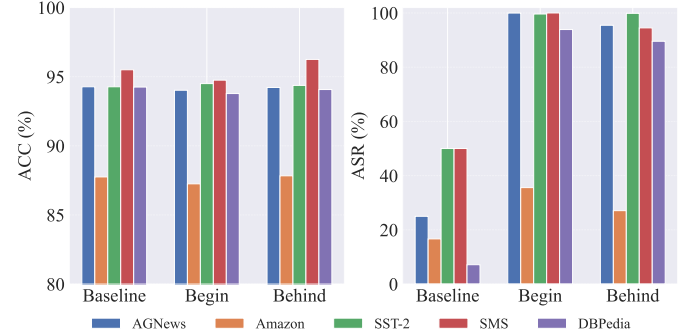 100
95
90
85
80
ACC (%)
Baseline Begin Behind
100
80
60
40
20
0
ASR (%)
Baseline Begin Behind
AGNews Amazon SST-2 SMS DBPedia